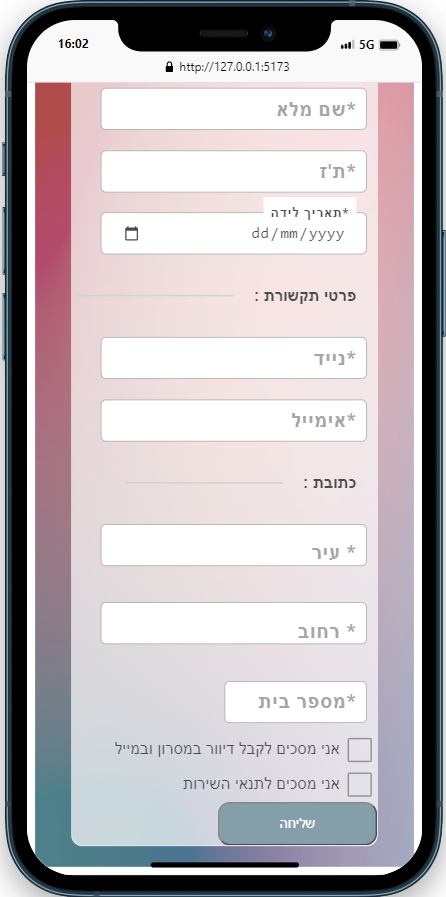 16:02
5G
http://127.0.0.1:5173
*שם מלא
*ת'ז
*תאריך לידה
dd/mm/yyyy
פרטי תקשורת :
*נייד
*אימייל
כתובת :
* עיר
* רחוב
*מספר בית
אני מסכים לקבל דיוור במסרון ובמייל
אני מסכים לתנאי השירות
שליחה